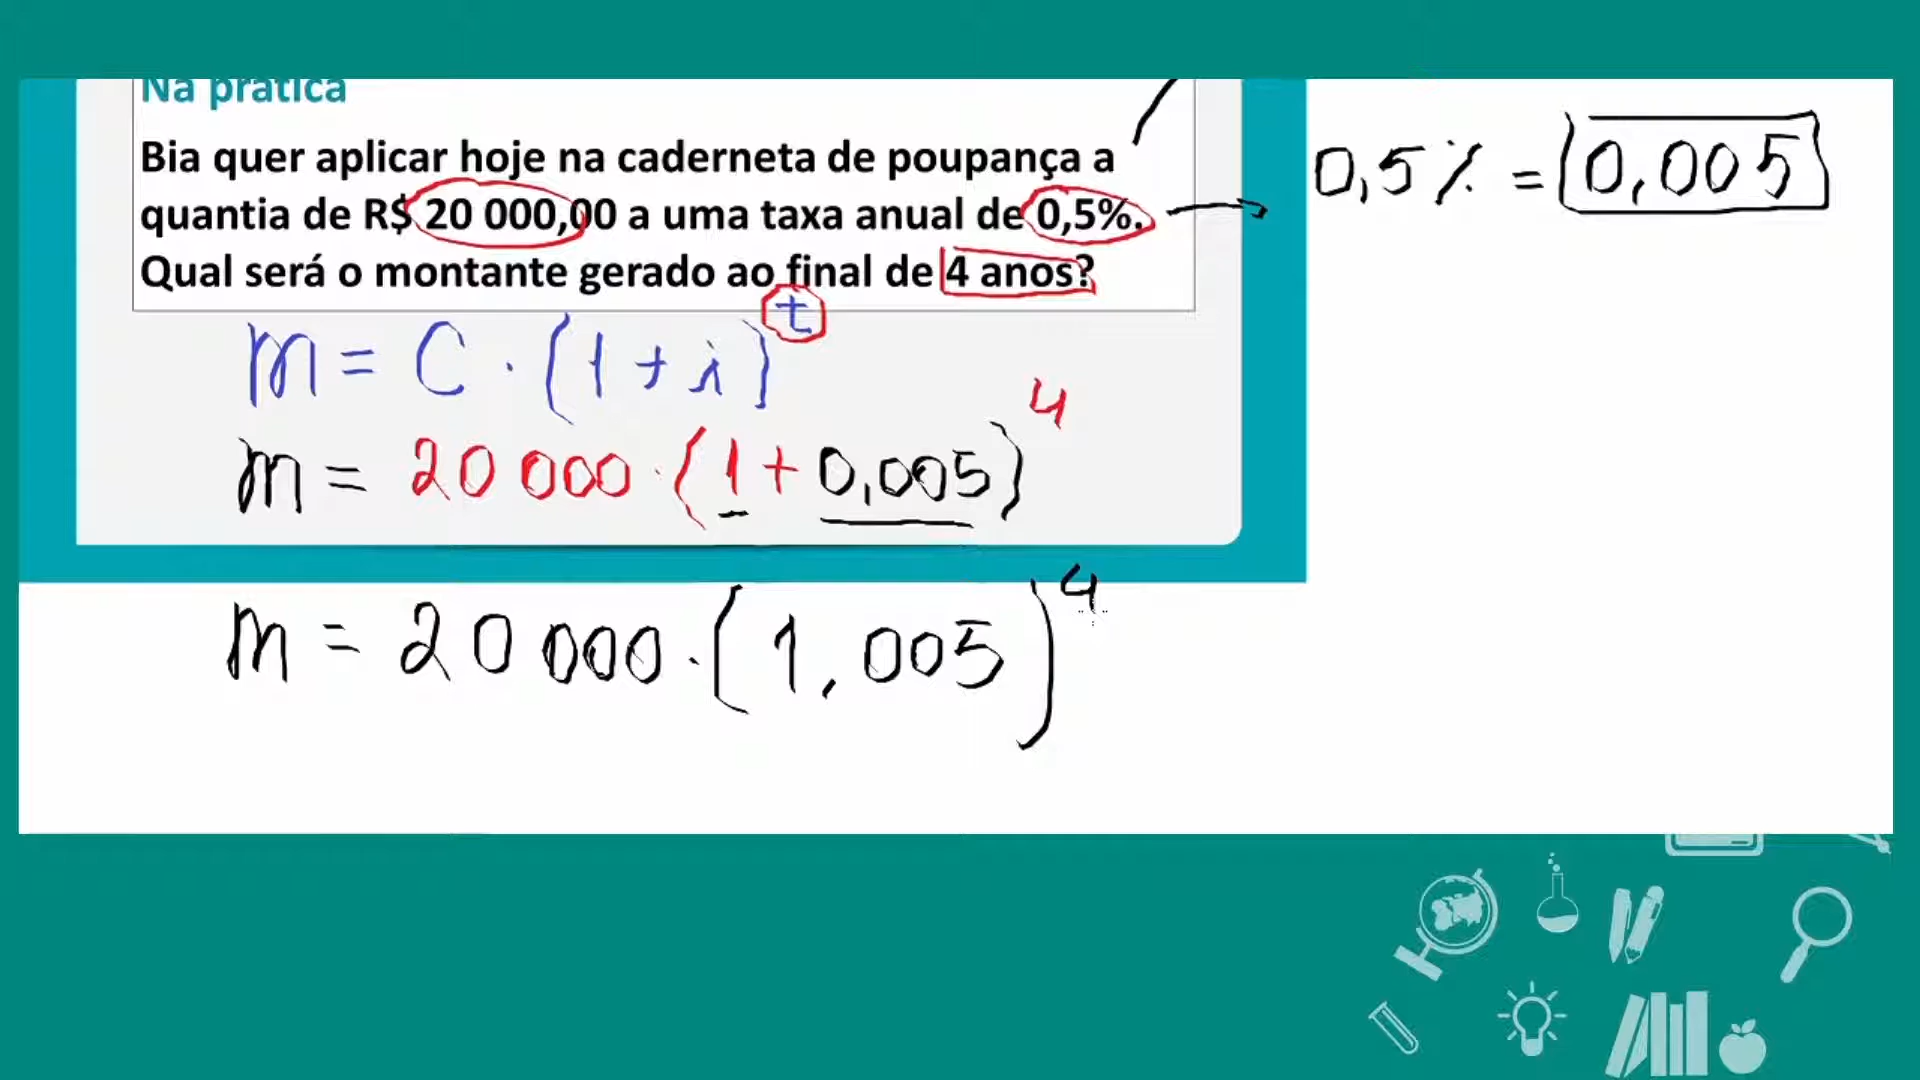 Na prática
Bia quer aplicar hoje na caderneta de poupança a
quantia de R$ 20 000,00 a uma taxa anual de 0,5%.
Qual será o montante gerado ao final de 4 anos?
0,5% = 0,005
m = C · (1 + i)^t
m = 20 000 · (1 + 0,005)^4
m = 20 000 · (1,005)^4